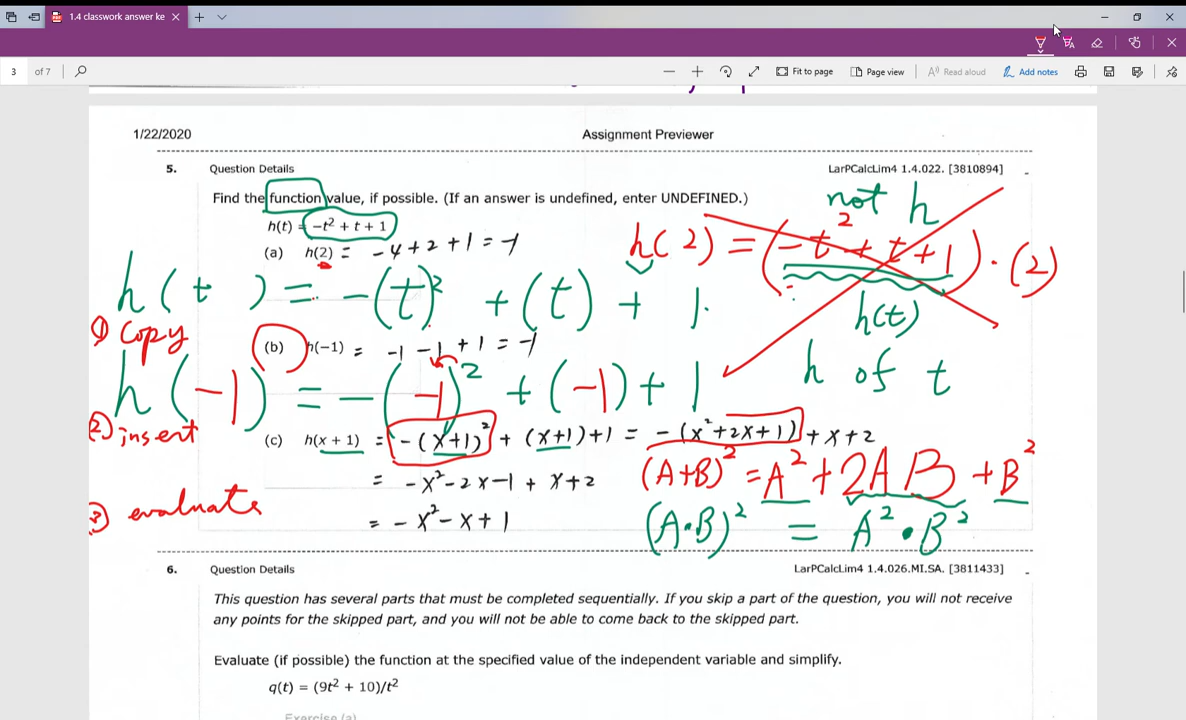 1.4 classwork answer ke
3 of 7 Fit to page Page view Read aloud Add notes
1/22/2020 Assignment Previewer
5. Question Details LarPCalcLim4 1.4.022. [3810894]
Find the function value, if possible. (If an answer is undefined, enter UNDEFINED.)
not h
h(t) = −t² + t + 1
(a) h(2) = -4+2+1=-1
h(2) = (-t² + t + 1) · (2)
h(t) = -(t)² + (t) + 1.
h(t)
① Copy
(b) h(−1) = -1 -1 +1 = -1
h of t
h(-1) = -(-1)² + (-1) + 1
② insert
(c) h(x + 1) = -(x+1)² + (x+1)+1 = -(x²+2x+1) + x+2
= -x²-2x-1 + x+2
(A+B)² = A² + 2AB + B²
③ evaluate
= -x²-x+1
(A·B)² = A² · B²
6. Question Details LarPCalcLim4 1.4.026.MI.SA. [3811433]
This question has several parts that must be completed sequentially. If you skip a part of the question, you will not receive
any points for the skipped part, and you will not be able to come back to the skipped part.
Evaluate (if possible) the function at the specified value of the independent variable and simplify.
q(t) = (9t² + 10)/t²
Exercise (a)